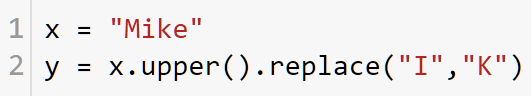 1 x = "Mike"
2 y = x.upper().replace("I","K")